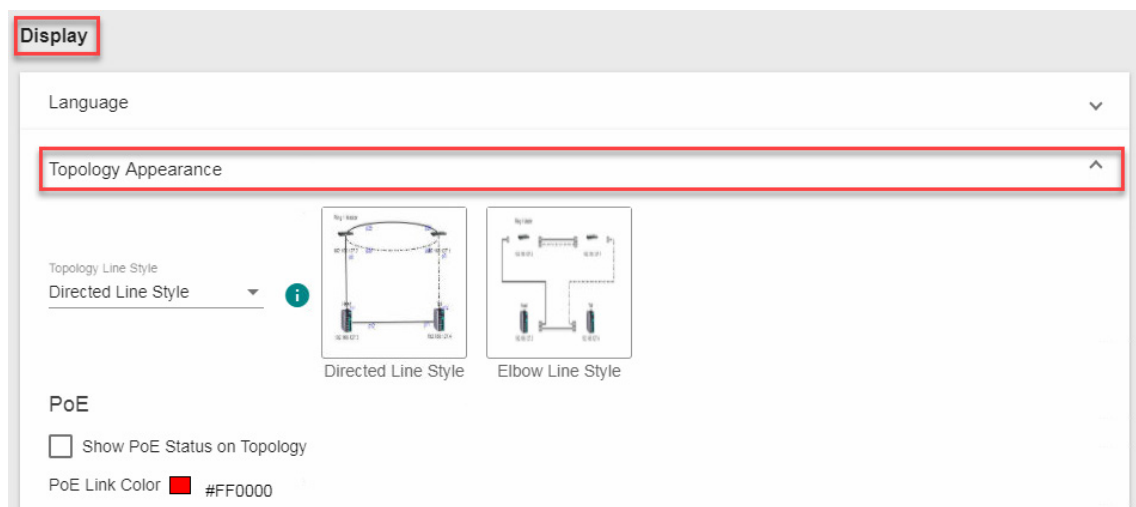 Display
Language
Topology Appearance
Topology Line Style
Directed Line Style
Directed Line Style
Elbow Line Style
PoE
Show PoE Status on Topology
PoE Link Color
#FF0000